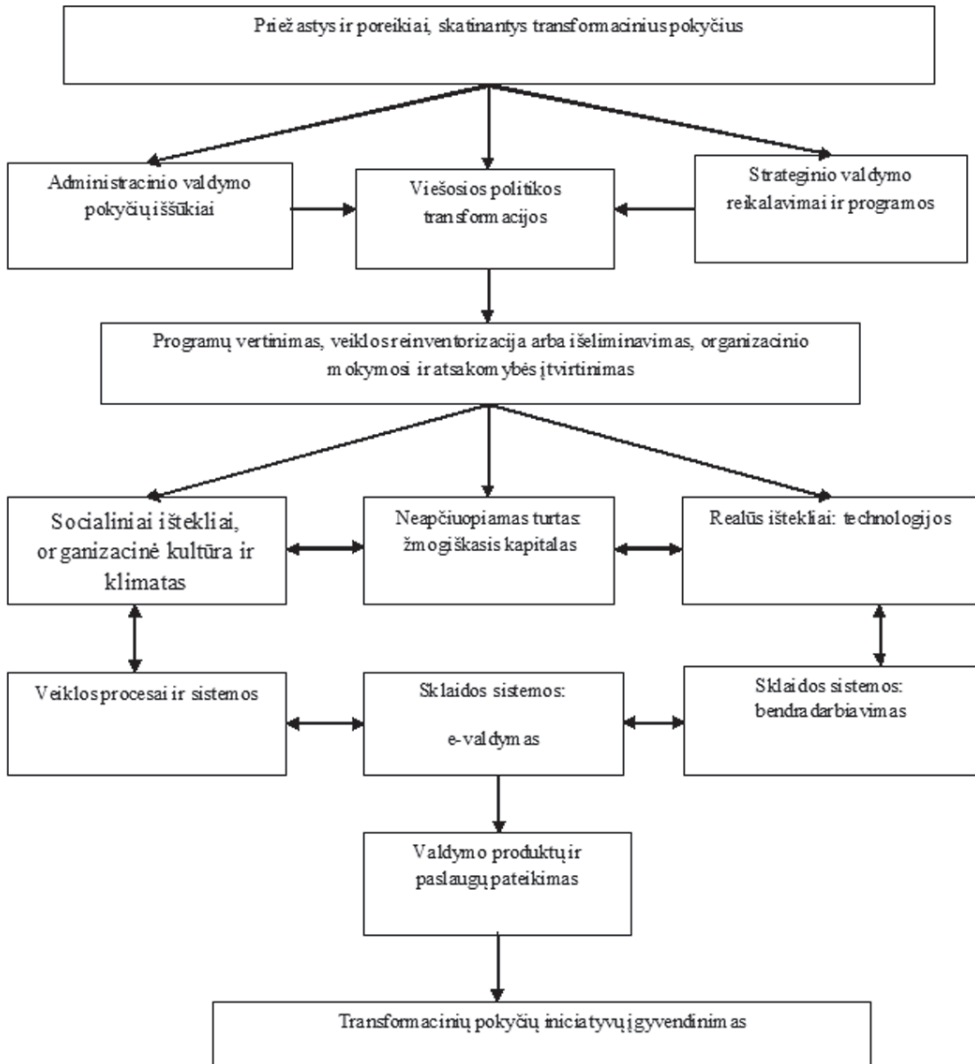 Priežastys ir poreikiai, skatinantys transformacinius pokyčius
Administracinio valdymo
pokyčių iššūkiai
Viešosios politikos
transformacijos
Strateginio valdymo
reikalavimai ir programos
Programų vertinimas, veiklos reinventorizacija arba išeliminavimas, organizacinio
mokymosi ir atsakomybės įtvirtinimas
Socialiniai ištekliai,
organizacinė kultūra ir
klimatas
Neapčiuopiamas turtas:
žmogiškasis kapitalas
Realūs ištekliai: technologijos
Veiklos procesai ir sistemos
Sklaidos sistemos:
e-valdymas
Sklaidos sistemos:
bendradarbiavimas
Valdymo produktų ir
paslaugų pateikimas
Transformacinių pokyčių iniciatyvų įgyvendinimas